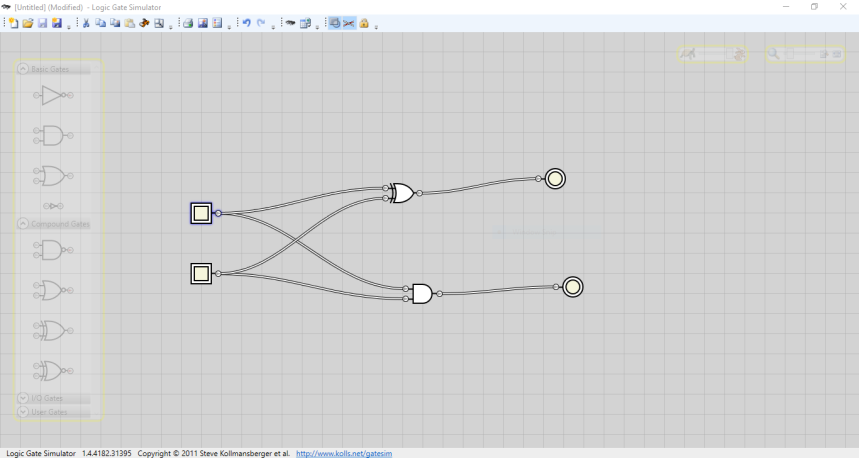 [Untitled] (Modified) - Logic Gate Simulator
Basic Gates
Compound Gates
I/O Gates
User Gates
Logic Gate Simulator 1.4.4182.31395 Copyright © 2011 Steve Kollmansberger et al. http://www.kolls.net/gatesim